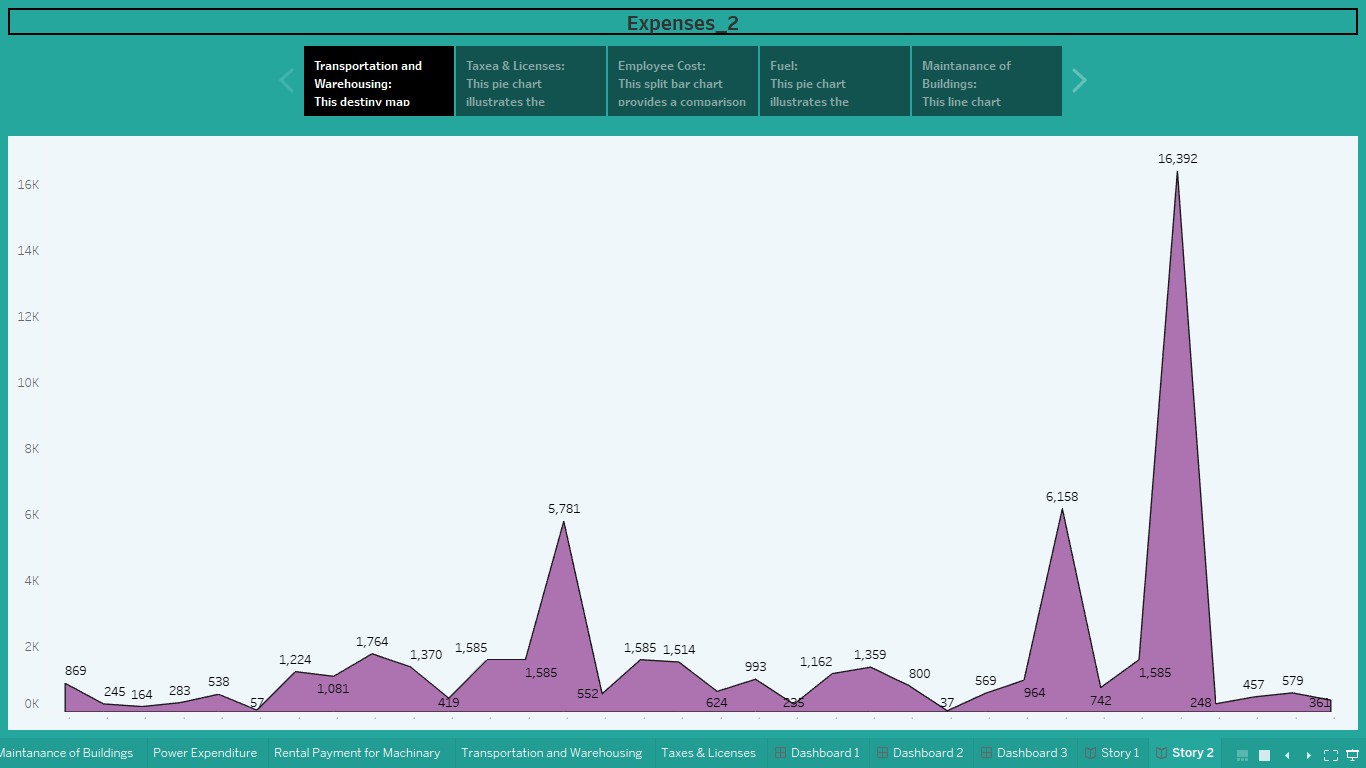 Expenses_2
Transportation and
Warehousing:
This destiny map
Taxea & Licenses:
This pie chart
illustrates the
Employee Cost:
This split bar chart
provides a comparison
Fuel:
This pie chart
illustrates the
Maintanance of
Buildings:
This line chart
16K
14K
12K
10K
8K
6K
4K
2K
0K
869
245
164
283
538
57
1,224
1,081
1,764
1,370
419
1,585
1,585
5,781
552
1,585
1,514
624
993
235
1,162
1,359
800
37
569
964
6,158
742
1,585
16,392
248
457
579
361
Maintanance of Buildings
Power Expenditure
Rental Payment for Machinary
Transportation and Warehousing
Taxes & Licenses
Dashboard 1
Dashboard 2
Dashboard 3
Story 1
Story 2